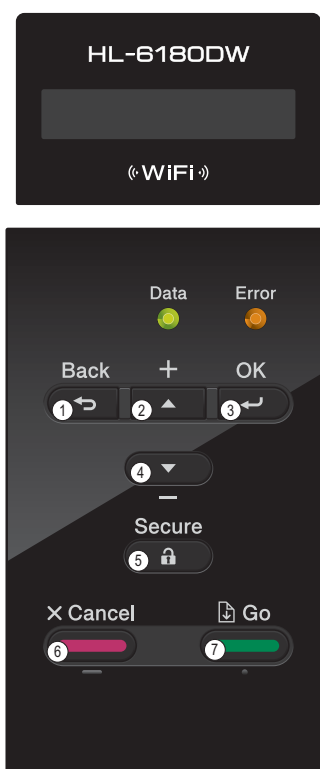 HL-6180DW
WiFi
Data Error
Back + OK
1 2 3
4
−
Secure
5
× Cancel Go
6 7